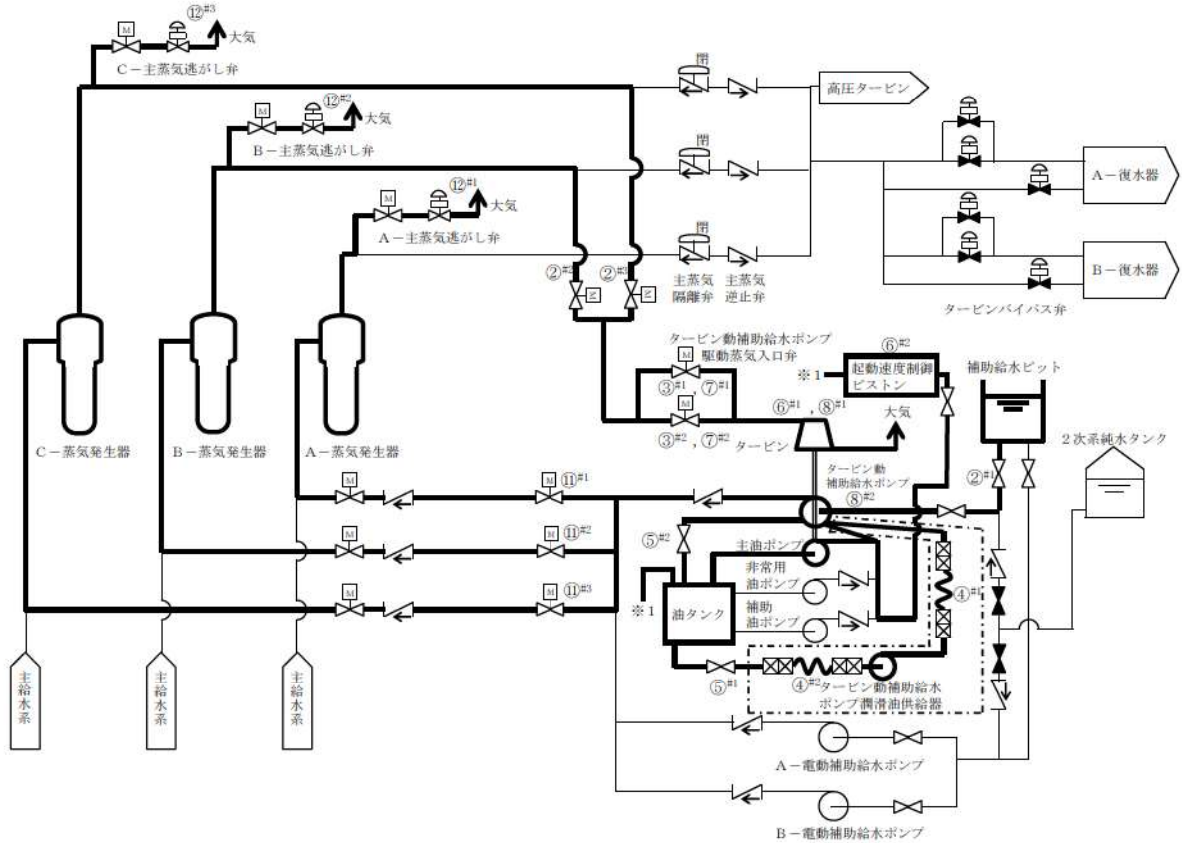 ⑫#3
M
大気
C-主蒸気逃がし弁
閉
高圧タービン
⑫#2
M
大気
B-主蒸気逃がし弁
閉
A-復水器
⑫#1
M
大気
A-主蒸気逃がし弁
閉
B-復水器
②#2
②#3
M
M
主蒸気
隔離弁
主蒸気
逆止弁
タービンバイパス弁
タービン動補助給水ポンプ
駆動蒸気入口弁
M
③#1,⑦#1
M
③#2,⑦#2
⑥#2
※1
起動速度制御
ピストン
補助給水ピット
⑥#1,⑧#1
大気
タービン
2次系純水タンク
C-蒸気発生器
B-蒸気発生器
A-蒸気発生器
タービン動
補助給水ポンプ
⑧#2
②#1
M
M
⑪#1
M
M
⑪#2
M
M
⑪#3
⑤#2
主油ポンプ
非常用
油ポンプ
補助
油ポンプ
※1
油タンク
④#1
⑤#1
④#2
タービン動補助給水
ポンプ潤滑油供給器
主給水系
主給水系
主給水系
A-電動補助給水ポンプ
B-電動補助給水ポンプ